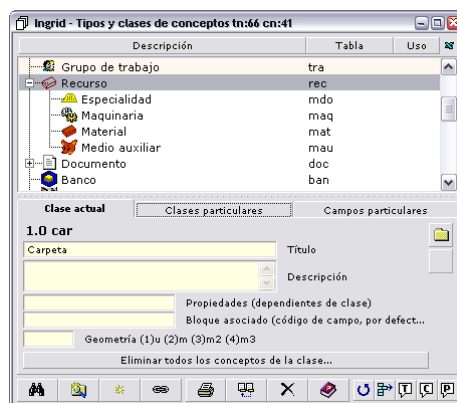 Ingrid - Tipos y clases de conceptos tn:66 cn:41
Descripción Tabla Uso
Grupo de trabajo tra
Recurso rec
Especialidad mdo
Maquinaria maq
Material mat
Medio auxiliar mau
Documento doc
Banco ban
Clase actual Clases particulares Campos particulares
1.0 car
Carpeta Título
Descripción
Propiedades (dependientes de clase)
Bloque asociado (código de campo, por defect...
Geometría (1)u (2)m (3)m2 (4)m3
Eliminar todos los conceptos de la clase...
T C P